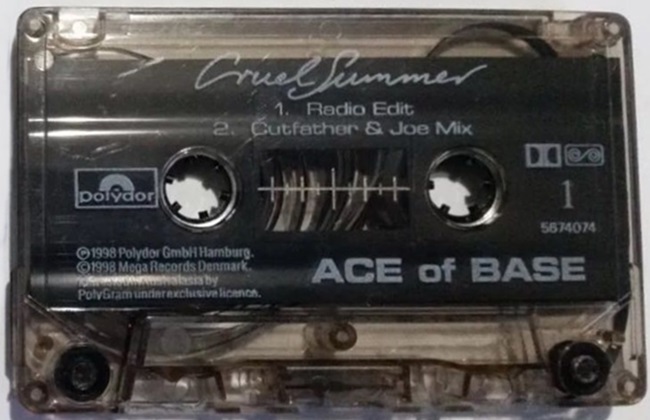 Cruel Summer
1. Radio Edit
2. Cutfather & Joe Mix
polydor
1
5674074
℗1998 Polydor GmbH Hamburg.
©1998 Mega Records Denmark.
by
PolyGram under exclusive licence.
ACE of BASE